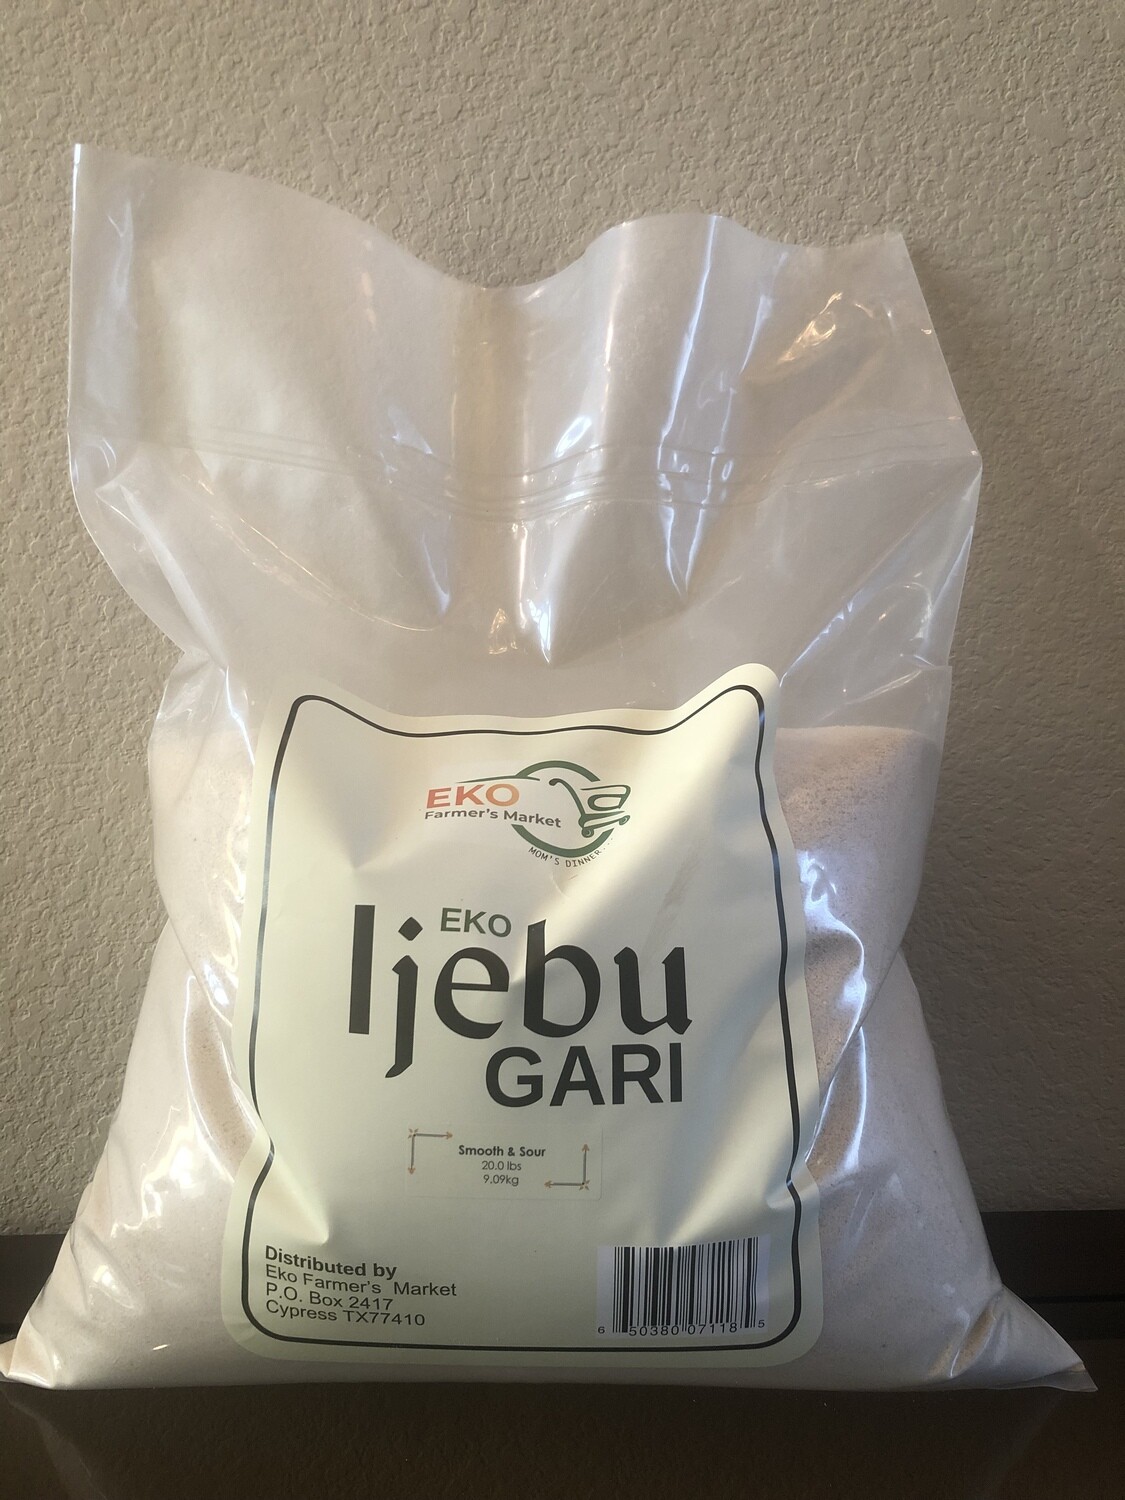 EKO
Farmer's Market
MOM'S DINNER...
EKO
Ijebu
GARI
Smooth & Sour
20.0 lbs
9.09kg
Distributed by
Eko Farmer's Market
P.O. Box 2417
Cypress TX77410
6 50380 07118 5